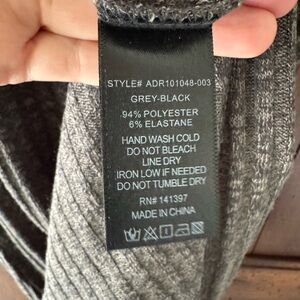 STYLE# ADR101048-003
GREY-BLACK
94% POLYESTER
6% ELASTANE
HAND WASH COLD
DO NOT BLEACH
LINE DRY
IRON LOW IF NEEDED
DO NOT TUMBLE DRY
RN# 141397
MADE IN CHINA